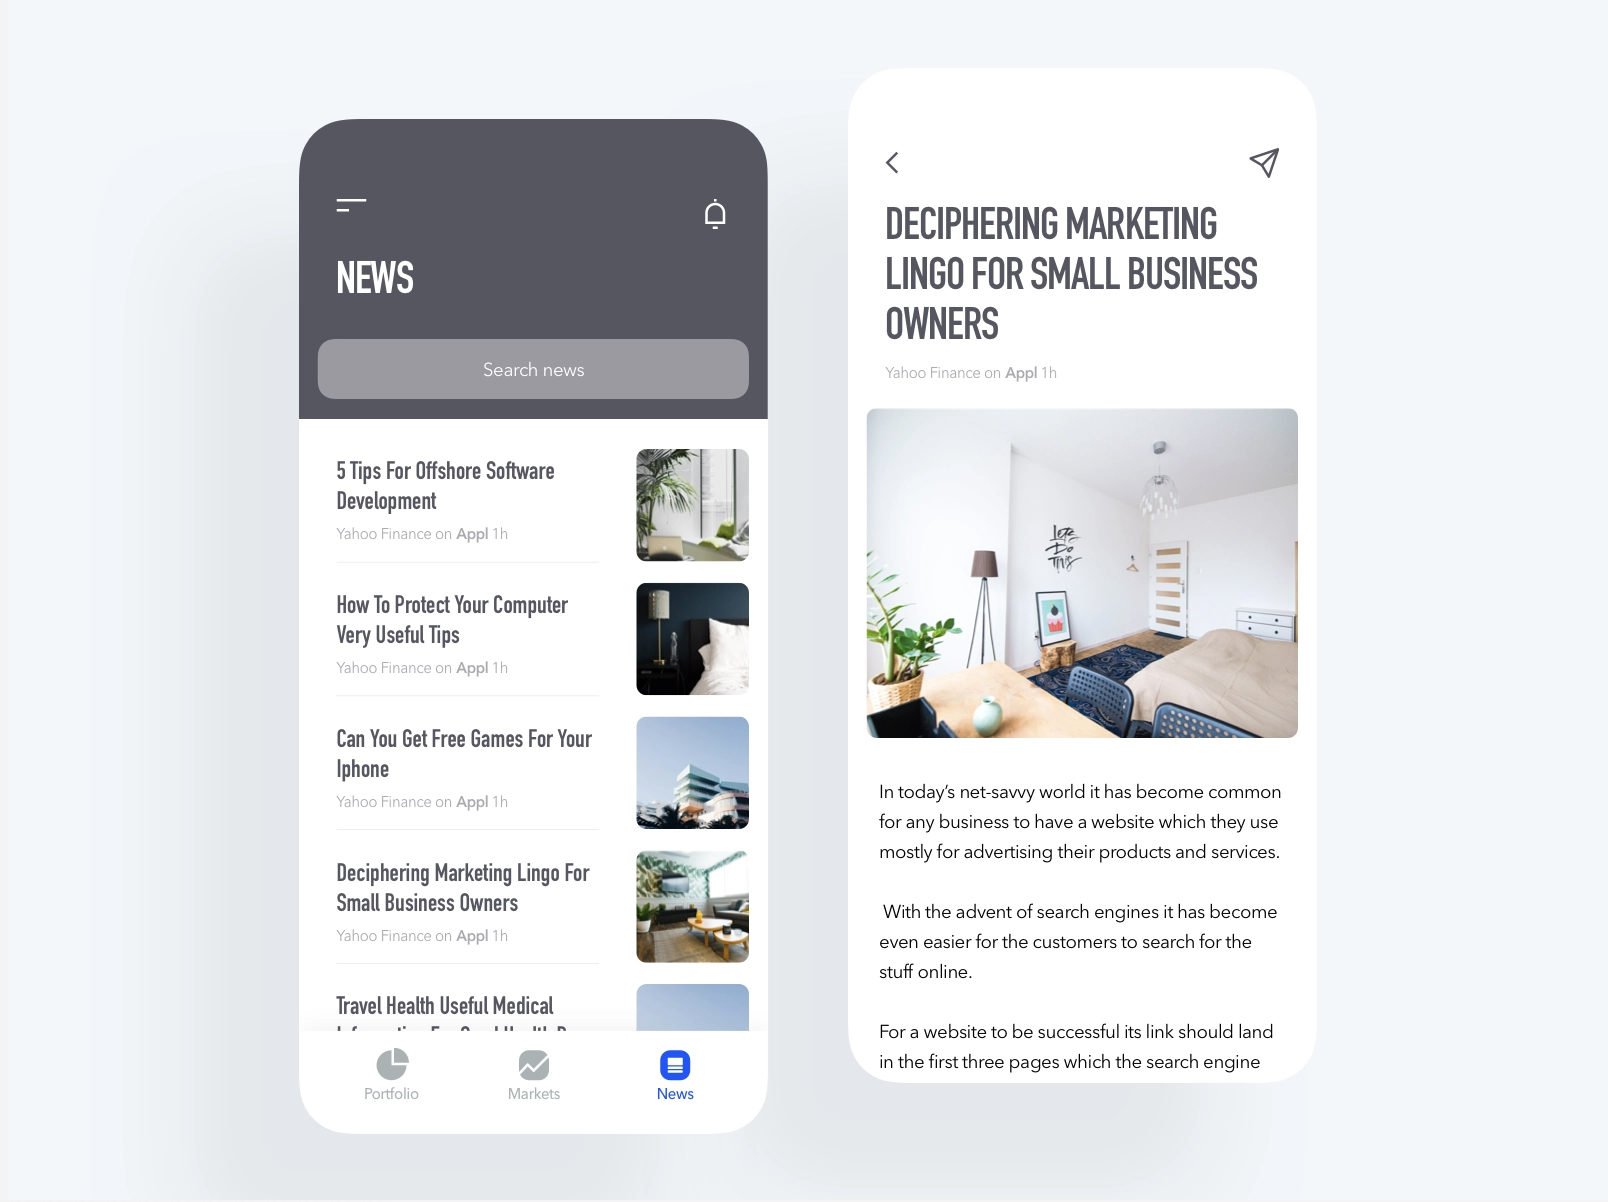 NEWS
Search news
5 Tips For Offshore Software
Development
Yahoo Finance on Appl 1h
How To Protect Your Computer
Very Useful Tips
Yahoo Finance on Appl 1h
Can You Get Free Games For Your
Iphone
Yahoo Finance on Appl 1h
Deciphering Marketing Lingo For
Small Business Owners
Yahoo Finance on Appl 1h
Travel Health Useful Medical
Portfolio
Markets
News
DECIPHERING MARKETING
LINGO FOR SMALL BUSINESS
OWNERS
Yahoo Finance on Appl 1h
Let's
Do
This
In today’s net-savvy world it has become common
for any business to have a website which they use
mostly for advertising their products and services.
With the advent of search engines it has become
even easier for the customers to search for the
stuff online.
For a website to be successful its link should land
in the first three pages which the search engine